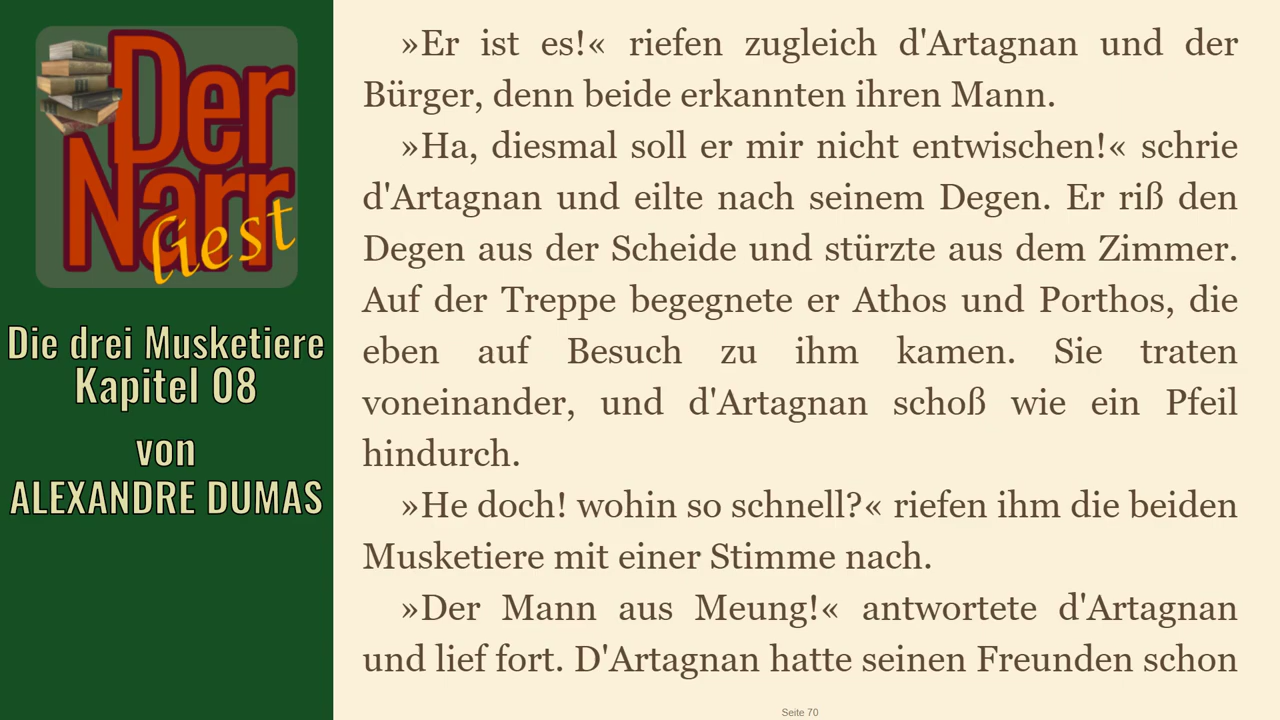 Der
Narr
liest
Die drei Musketiere
Kapitel 08
von
ALEXANDRE DUMAS
»Er ist es!« riefen zugleich d'Artagnan und der
Bürger, denn beide erkannten ihren Mann.
»Ha, diesmal soll er mir nicht entwischen!« schrie
d'Artagnan und eilte nach seinem Degen. Er riß den
Degen aus der Scheide und stürzte aus dem Zimmer.
Auf der Treppe begegnete er Athos und Porthos, die
eben auf Besuch zu ihm kamen. Sie traten
voneinander, und d'Artagnan schoß wie ein Pfeil
hindurch.
»He doch! wohin so schnell?« riefen ihm die beiden
Musketiere mit einer Stimme nach.
»Der Mann aus Meung!« antwortete d'Artagnan
und lief fort. D'Artagnan hatte seinen Freunden schon
Seite 70